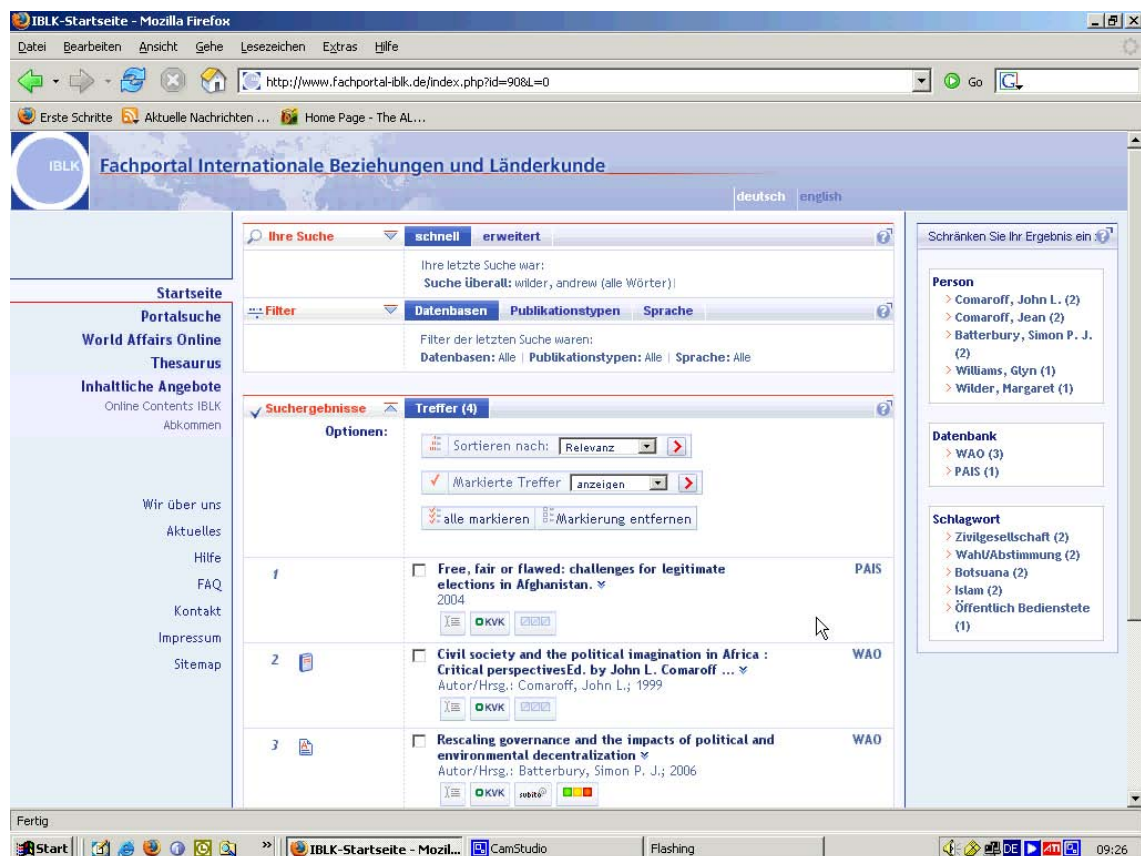 IBLK-Startseite - Mozilla Firefox
Datei Bearbeiten Ansicht Gehe Lesezeichen Extras Hilfe
http://www.fachportal-iblk.de/index.php?id=90&L=0
Go
Erste Schritte Aktuelle Nachrichten ... Home Page - The AL...
IBLK
Fachportal Internationale Beziehungen und Länderkunde
deutsch english
Startseite
Portalsuche
World Affairs Online
Thesaurus
Inhaltliche Angebote
Online Contents IBLK
Abkommen
Wir über uns
Aktuelles
Hilfe
FAQ
Kontakt
Impressum
Sitemap
Ihre Suche schnell erweitert
Ihre letzte Suche war:
Suche überall: wilder, andrew (alle Wörter)|
Filter Datenbasen Publikationstypen Sprache
Filter der letzten Suche waren:
Datenbasen: Alle | Publikationstypen: Alle | Sprache: Alle
Suchergebnisse Treffer (4)
Optionen:
Sortieren nach: Relevanz
Markierte Treffer anzeigen
alle markieren Markierung entfernen
1 Free, fair or flawed: challenges for legitimate PAIS
elections in Afghanistan.
2004
KVK
2 Civil society and the political imagination in Africa : WAO
Critical perspectivesEd. by John L. Comaroff ...
Autor/Hrsg.: Comaroff, John L.; 1999
KVK
3 Rescaling governance and the impacts of political and WAO
environmental decentralization
Autor/Hrsg.: Batterbury, Simon P. J.; 2006
KVK subito
Schränken Sie Ihr Ergebnis ein :
Person
Comaroff, John L. (2)
Comaroff, Jean (2)
Batterbury, Simon P. J.
(2)
Williams, Glyn (1)
Wilder, Margaret (1)
Datenbank
WAO (3)
PAIS (1)
Schlagwort
Zivilgesellschaft (2)
Wahl/Abstimmung (2)
Botsuana (2)
Islam (2)
Öffentlich Bedienstete
(1)
Fertig
Start » IBLK-Startseite - Mozil... CamStudio Flashing DE ATI 09:26